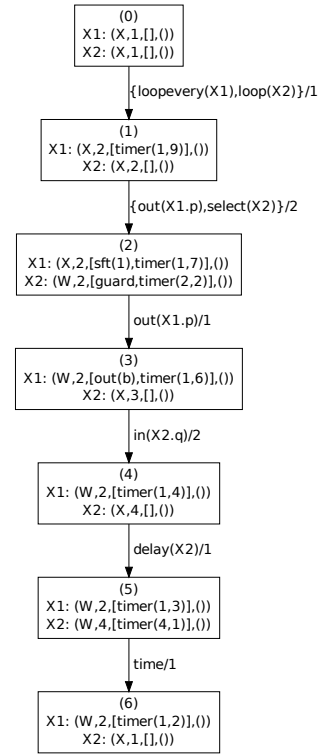 (0)
X1: (X,1,[],())
X2: (X,1,[],())
{loopevery(X1),loop(X2)}/1
(1)
X1: (X,2,[timer(1,9)],())
X2: (X,2,[],())
{out(X1.p),select(X2)}/2
(2)
X1: (X,2,[sft(1),timer(1,7)],())
X2: (W,2,[guard,timer(2,2)],())
out(X1.p)/1
(3)
X1: (W,2,[out(b),timer(1,6)],())
X2: (X,3,[],())
in(X2.q)/2
(4)
X1: (W,2,[timer(1,4)],())
X2: (X,4,[],())
delay(X2)/1
(5)
X1: (W,2,[timer(1,3)],())
X2: (W,4,[timer(4,1)],())
time/1
(6)
X1: (W,2,[timer(1,2)],())
X2: (X,1,[],())